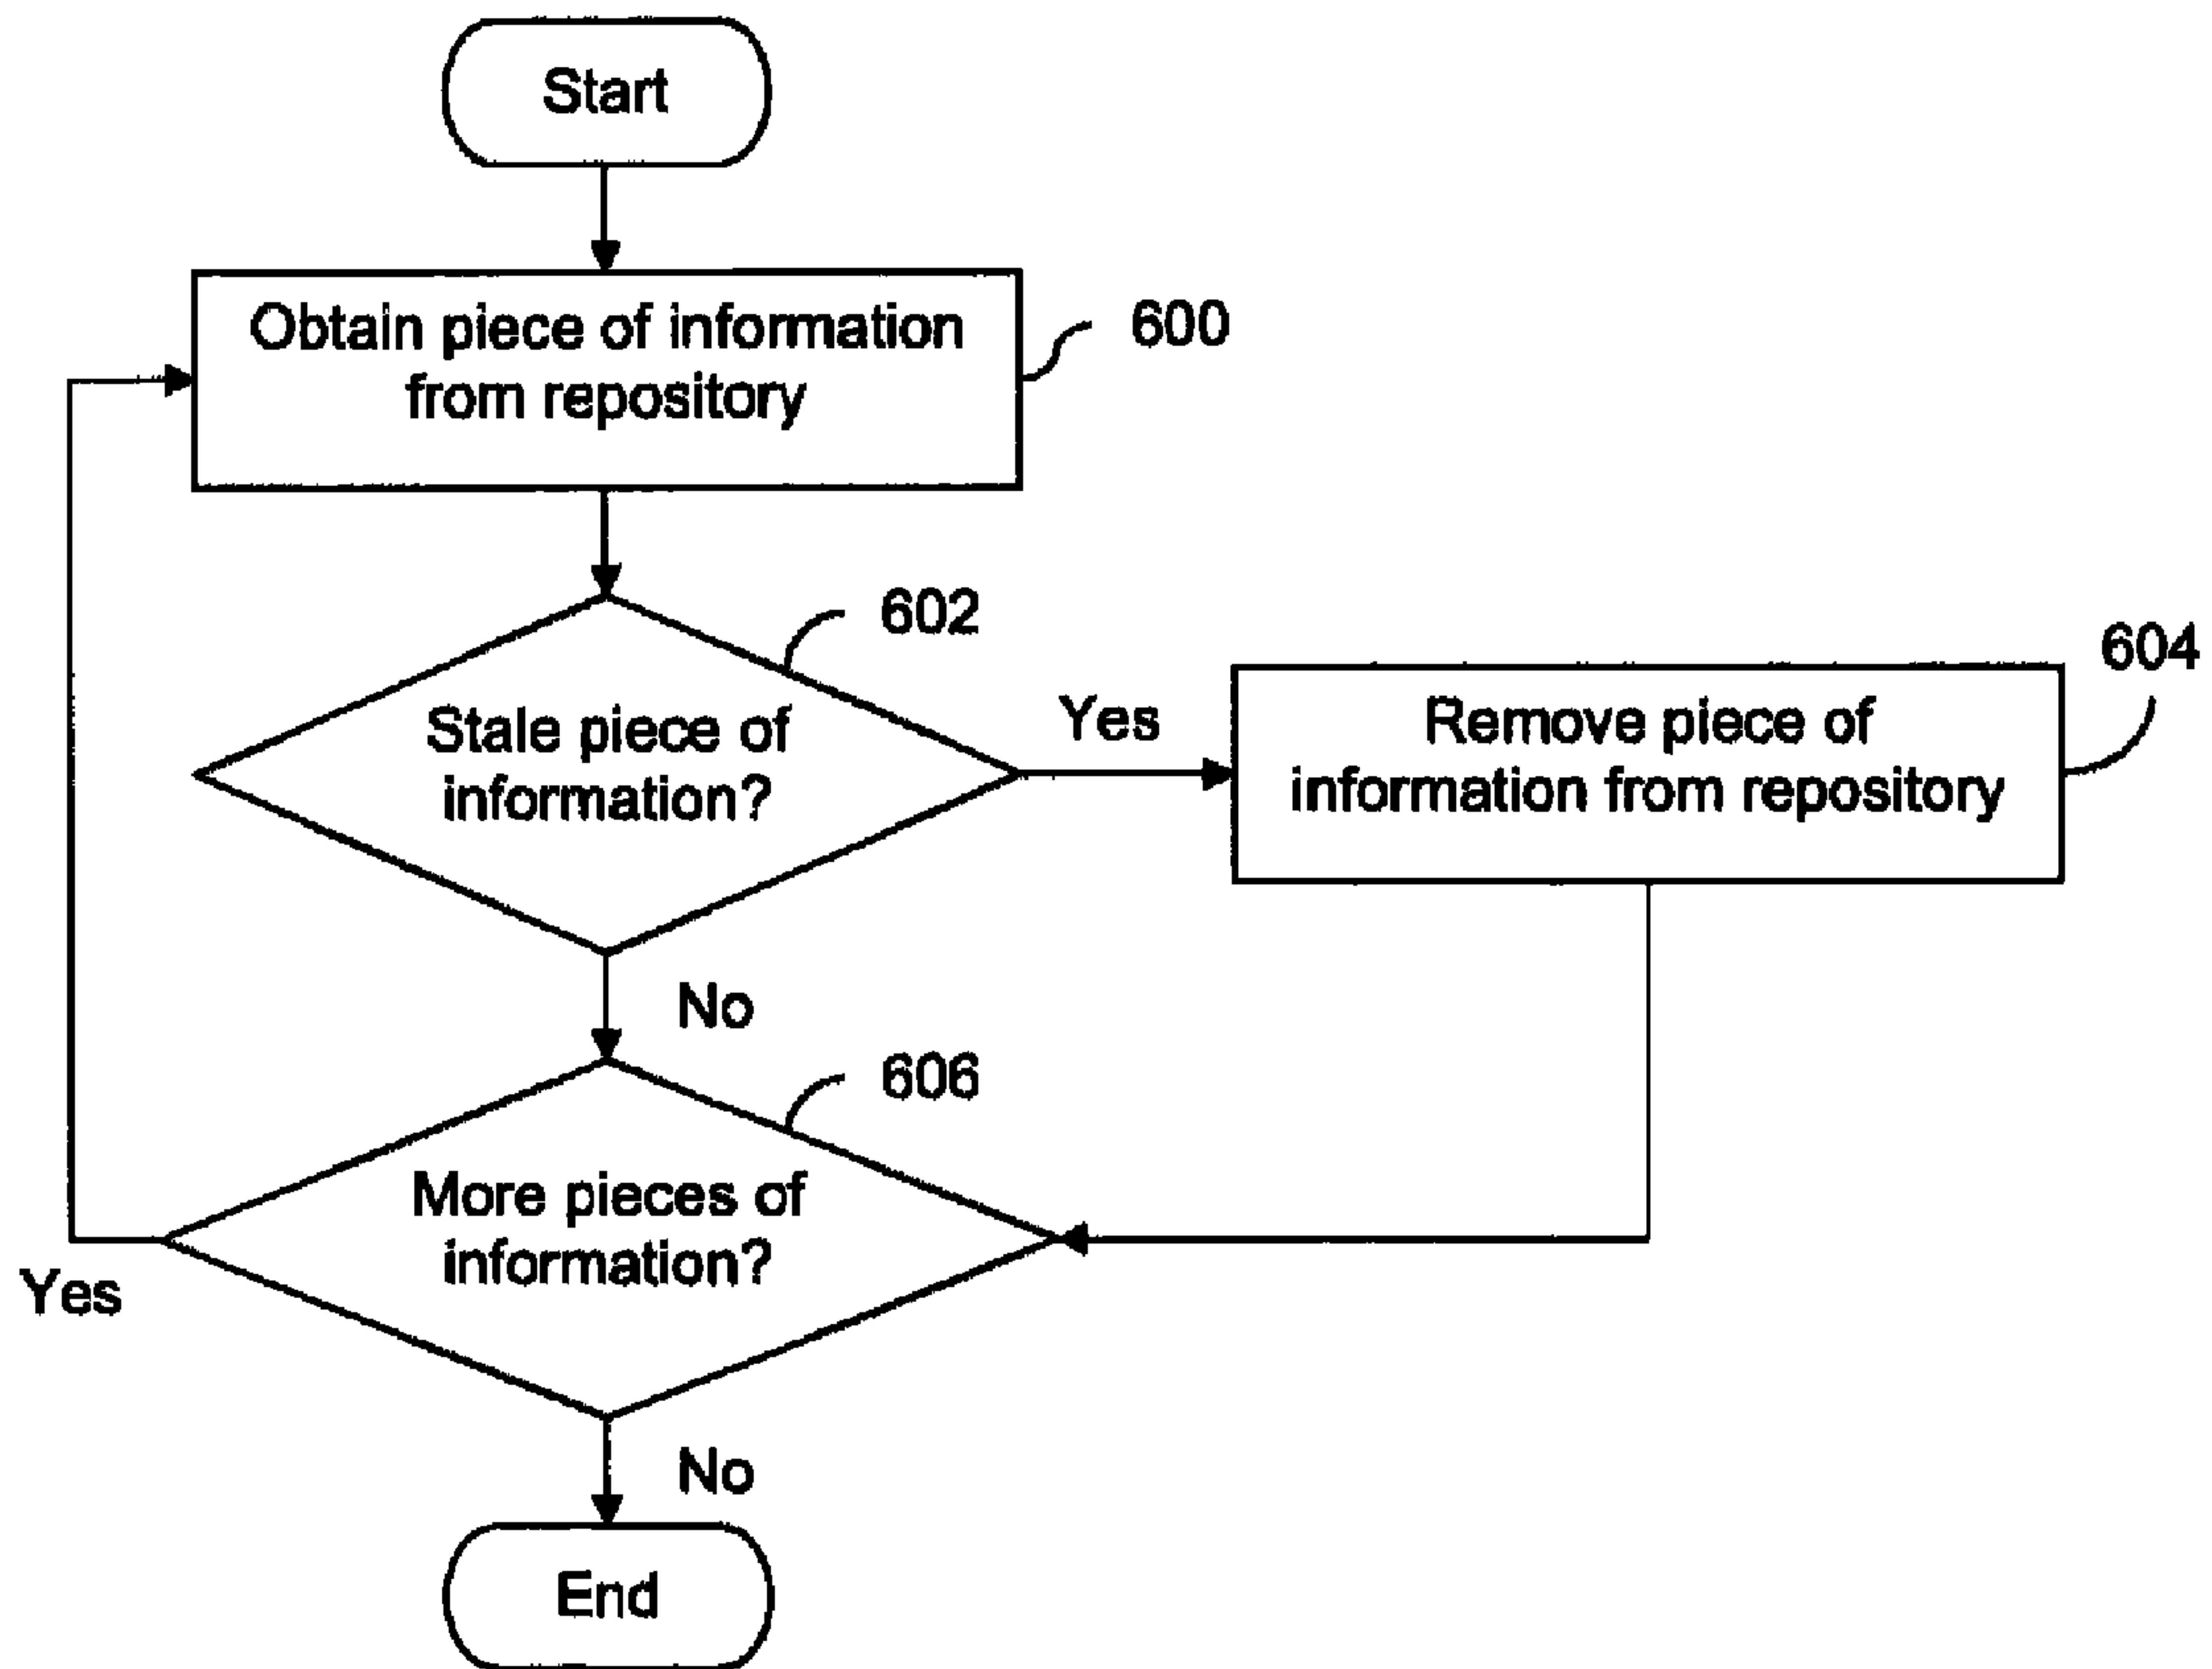 Start
Obtain piece of information
from repository
600
602
Stale piece of
information?
Yes
604
Remove piece of
information from repository
No
606
More pieces of
information?
Yes
No
End